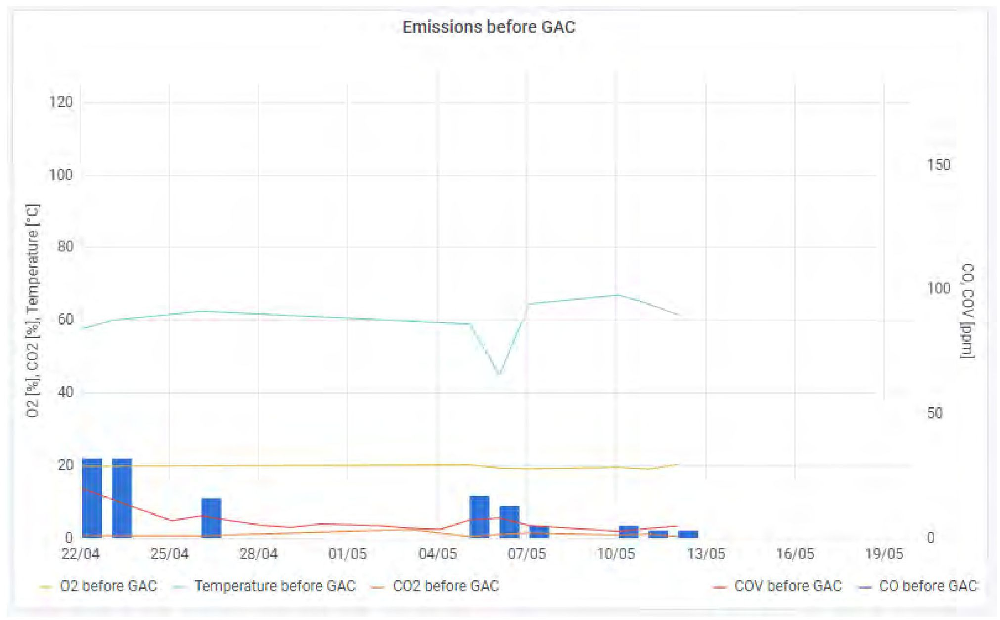 Emissions before GAC
120
100
80
60
40
20
0
O2 [%], CO2 [%], Temperature [°C]
150
100
50
0
CO, COV [ppm]
22/04 25/04 28/04 01/05 04/05 07/05 10/05 13/05 16/05 19/05
O2 before GAC Temperature before GAC CO2 before GAC COV before GAC CO before GAC